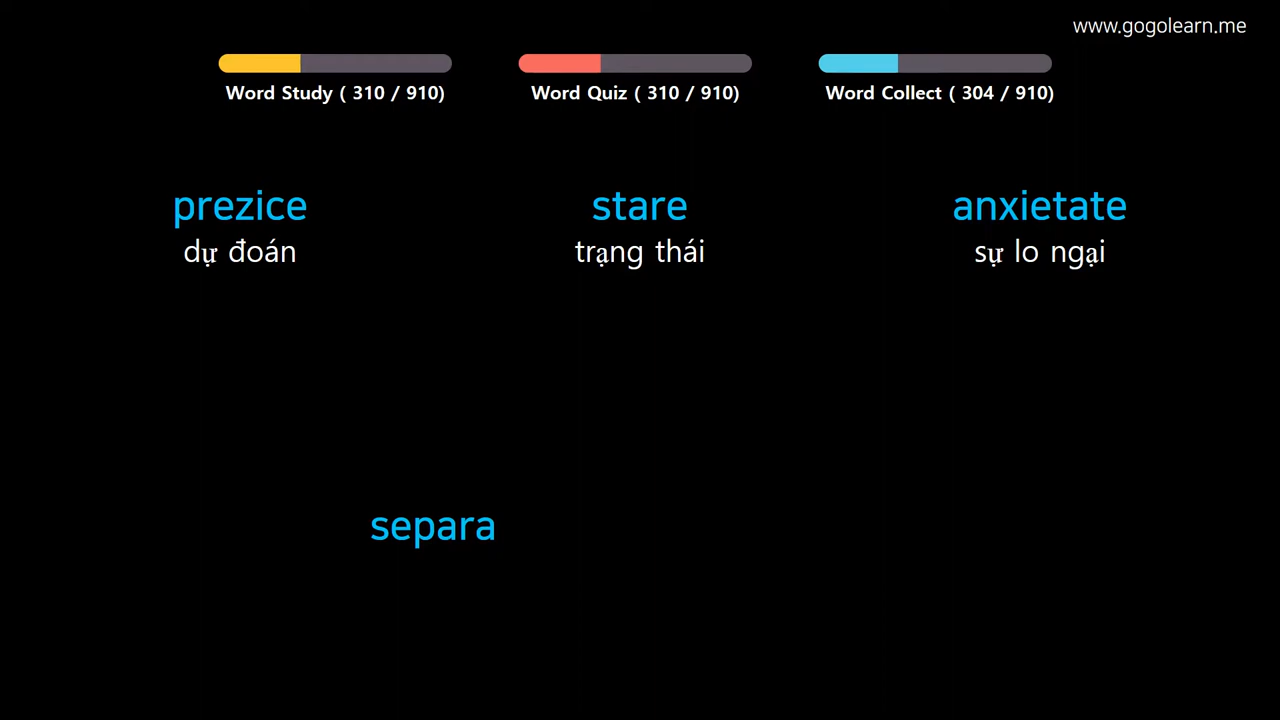 www.gogolearn.me
Word Study ( 310 / 910)
Word Quiz ( 310 / 910)
Word Collect ( 304 / 910)
prezice
dự đoán
stare
trạng thái
anxietate
sự lo ngại
separa